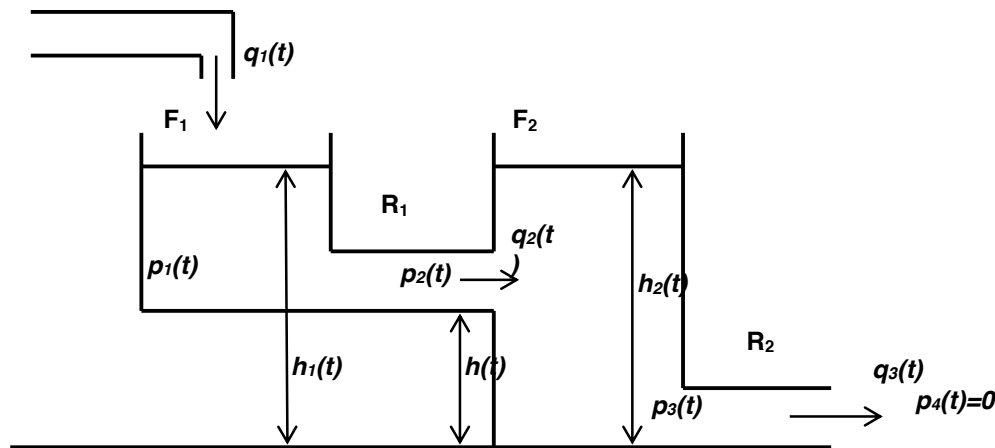 q1(t)
F1
F2
R1
q2(t
)
p1(t)
p2(t)
h2(t)
h1(t)
h(t)
R2
p3(t)
q3(t)
p4(t)=0